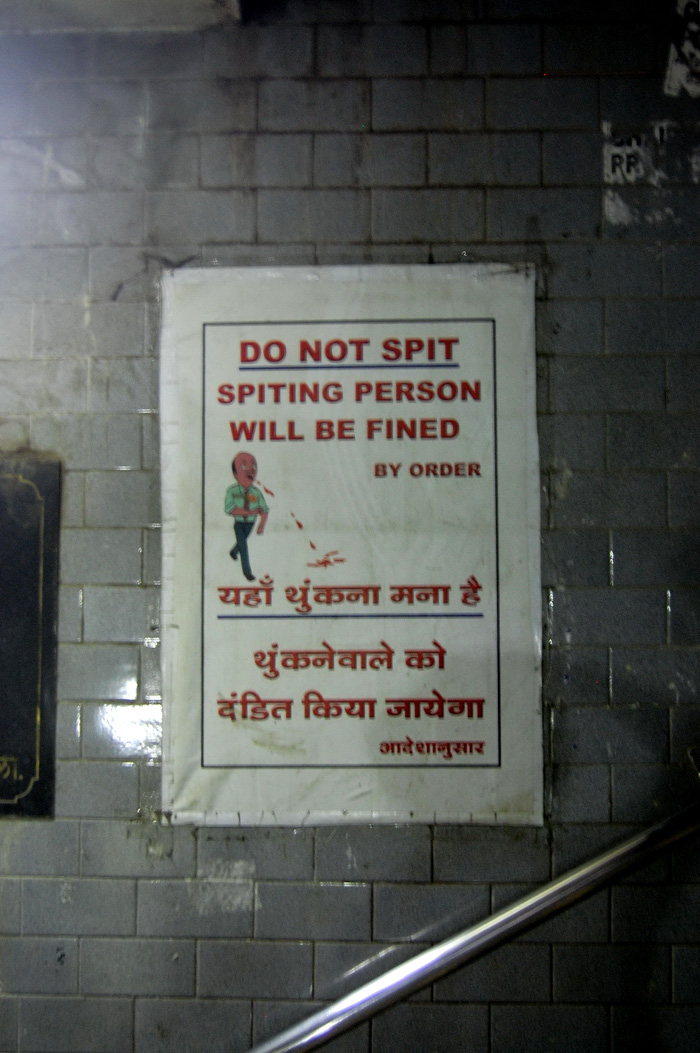 DO NOT SPIT
SPITING PERSON
WILL BE FINED
BY ORDER
यहाँ थुंकना मना है
थुंकनेवाले को
दंडित किया जायेगा
आदेशानुसार